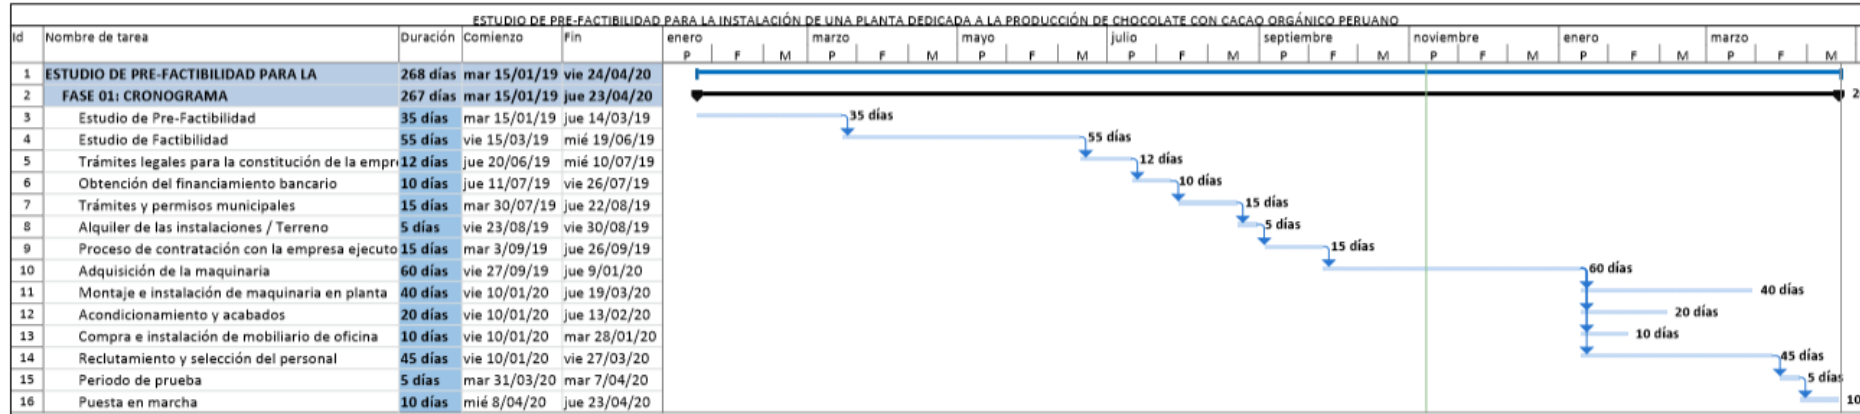 ESTUDIO DE PRE-FACTIBILIDAD PARA LA INSTALACIÓN DE UNA PLANTA DEDICADA A LA PRODUCCIÓN DE CHOCOLATE CON CACAO ORGÁNICO PERUANO
Id Nombre de tarea Duración Comienzo Fin enero marzo mayo julio septiembre noviembre enero marzo
P F M P F M P F M P F M P F M P F M P F M P F M
1 ESTUDIO DE PRE-FACTIBILIDAD PARA LA 268 días mar 15/01/19 vie 24/04/20
2 FASE 01: CRONOGRAMA 267 días mar 15/01/19 jue 23/04/20 2
3 Estudio de Pre-Factibilidad 35 días mar 15/01/19 jue 14/03/19 35 días
4 Estudio de Factibilidad 55 días vie 15/03/19 mié 19/06/19 55 días
5 Trámites legales para la constitución de la empr 12 días jue 20/06/19 mié 10/07/19 12 días
6 Obtención del financiamiento bancario 10 días jue 11/07/19 vie 26/07/19 10 días
7 Trámites y permisos municipales 15 días mar 30/07/19 jue 22/08/19 15 días
8 Alquiler de las instalaciones / Terreno 5 días vie 23/08/19 vie 30/08/19 5 días
9 Proceso de contratación con la empresa ejecuto 15 días mar 3/09/19 jue 26/09/19 15 días
10 Adquisición de la maquinaria 60 días vie 27/09/19 jue 9/01/20 60 días
11 Montaje e instalación de maquinaria en planta 40 días vie 10/01/20 jue 19/03/20 40 días
12 Acondicionamiento y acabados 20 días vie 10/01/20 jue 13/02/20 20 días
13 Compra e instalación de mobiliario de oficina 10 días vie 10/01/20 mar 28/01/20 10 días
14 Reclutamiento y selección del personal 45 días vie 10/01/20 vie 27/03/20 45 días
15 Periodo de prueba 5 días mar 31/03/20 mar 7/04/20 5 días
16 Puesta en marcha 10 días mié 8/04/20 jue 23/04/20 10